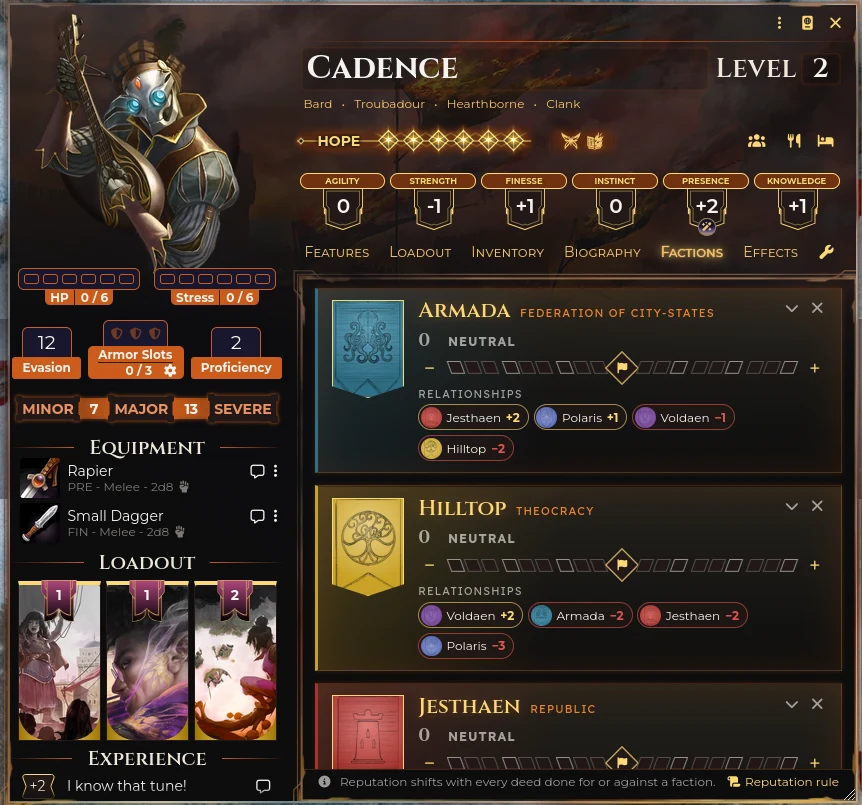 CADENCE
LEVEL 2
Bard · Troubadour · Hearthborne · Clank
HOPE
AGILITY STRENGTH FINESSE INSTINCT PRESENCE KNOWLEDGE
0 -1 +1 0 +2 +1
FEATURES LOADOUT INVENTORY BIOGRAPHY FACTIONS EFFECTS
HP 0 / 6
Stress 0 / 6
12
Evasion
Armor Slots
0 / 3
2
Proficiency
MINOR 7 MAJOR 13 SEVERE
EQUIPMENT
Rapier
PRE - Melee - 2d8
Small Dagger
FIN - Melee - 2d8
LOADOUT
1 1 2
EXPERIENCE
+2 I know that tune!
ARMADA FEDERATION OF CITY-STATES
0 NEUTRAL
− +
RELATIONSHIPS
Jesthaen +2 Polaris +1 Voldaen −1
Hilltop −2
HILLTOP THEOCRACY
0 NEUTRAL
− +
RELATIONSHIPS
Voldaen +2 Armada −2 Jesthaen −2
Polaris −3
JESTHAEN REPUBLIC
0 NEUTRAL
− +
Reputation shifts with every deed done for or against a faction. Reputation rule